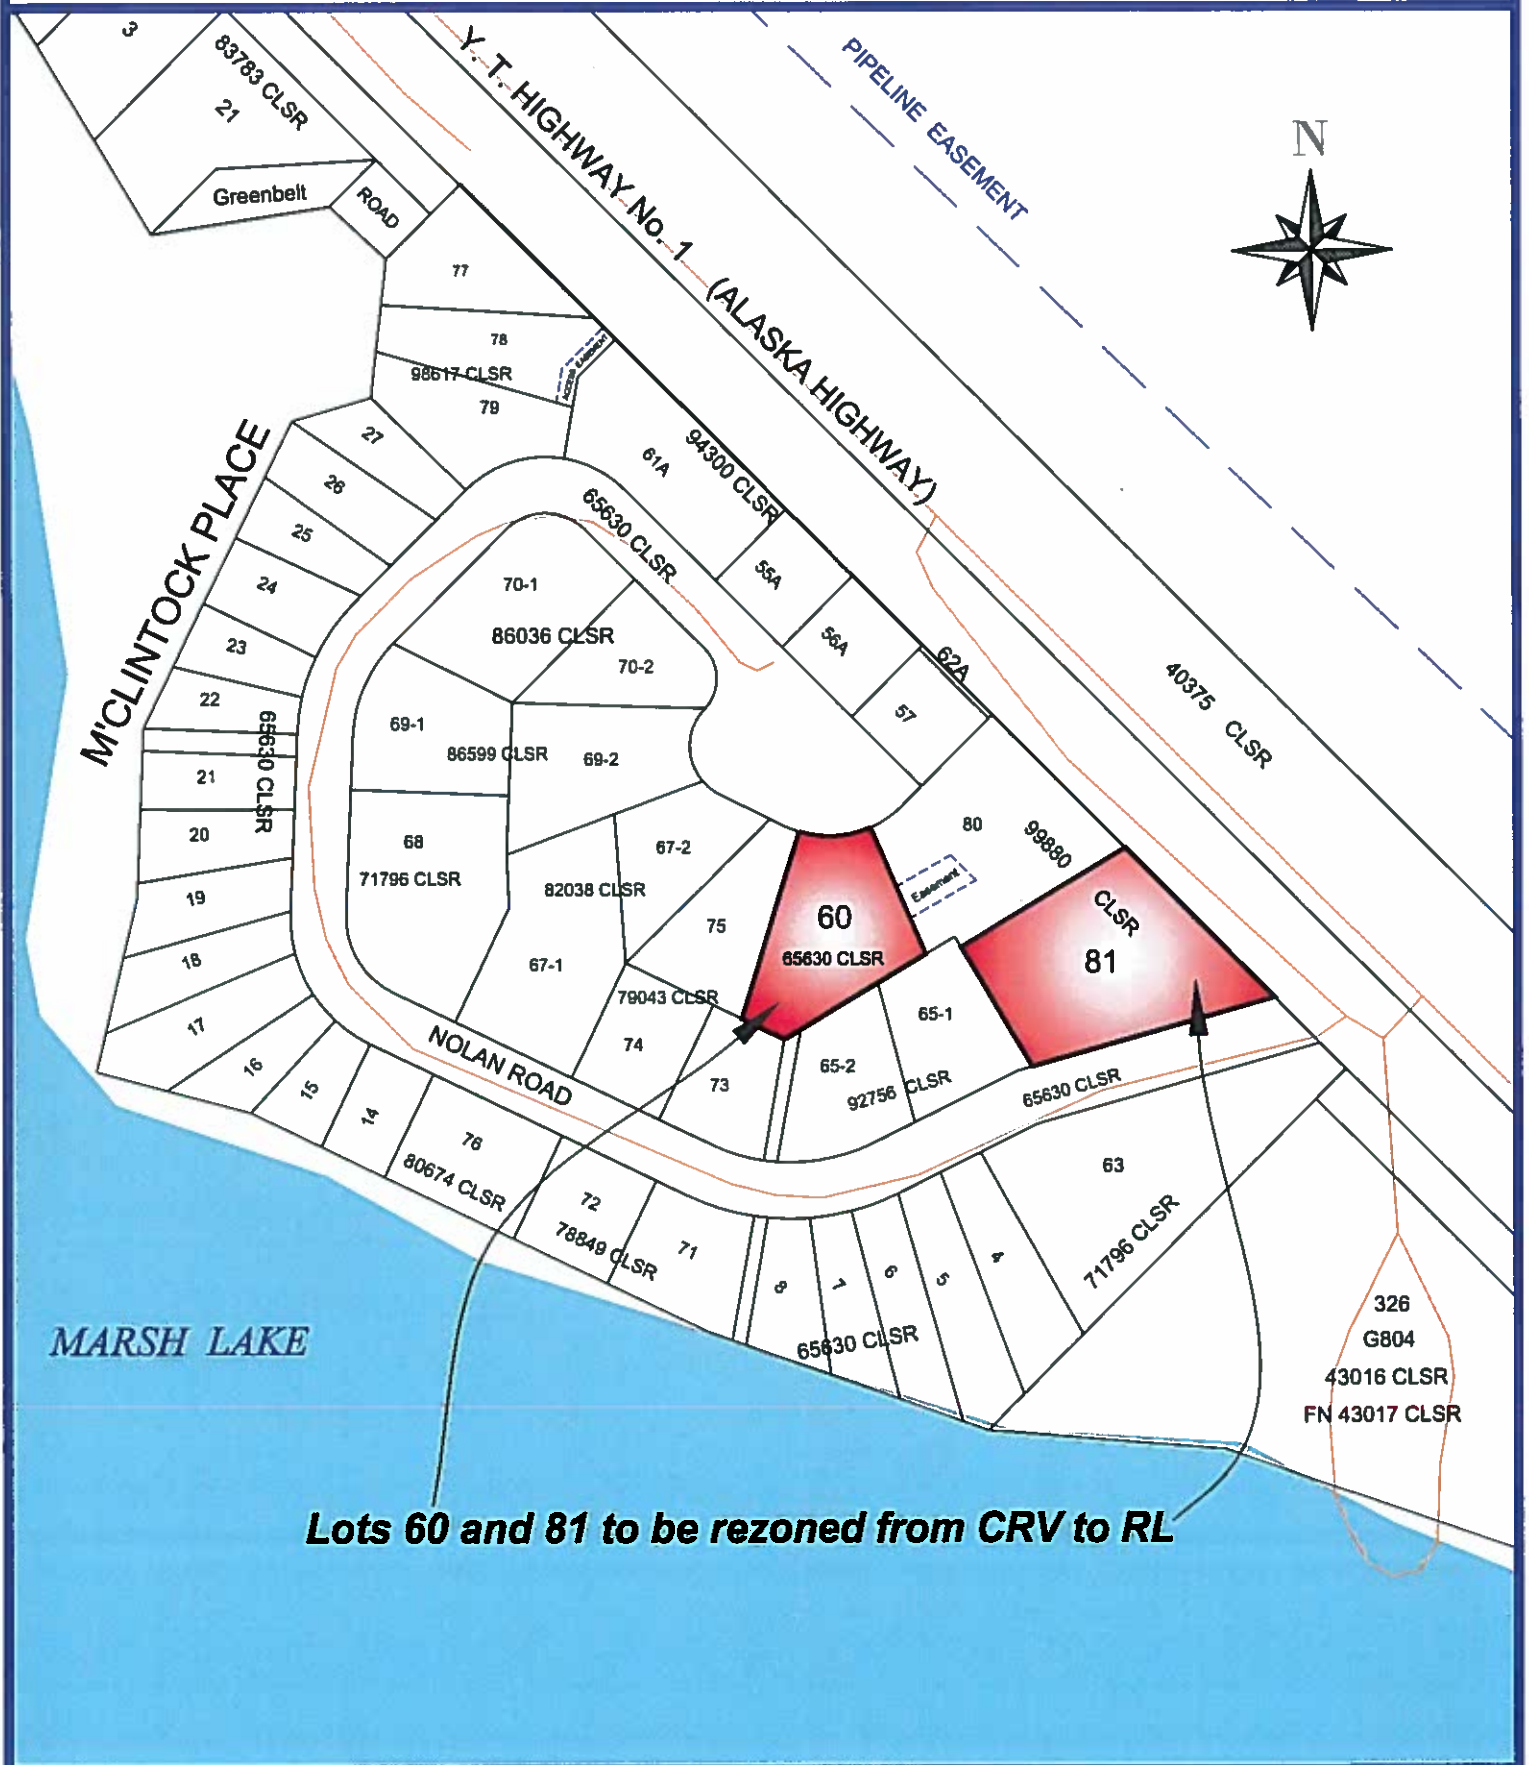 3
83783 CLSR
21
Greenbelt
ROAD
Y. T. HIGHWAY No. 1 (ALASKA HIGHWAY)
PIPELINE EASEMENT
N
77
78
98617 CLSR
79
ACCESS EASEMENT
27
26
25
24
23
22
65630 CLSR
21
20
19
18
17
16
15
14
M'CLINTOCK PLACE
61A
94300 CLSR
65630 CLSR
55A
56A
62A
57
40375 CLSR
70-1
86036 CLSR
70-2
69-1
86599 CLSR
69-2
68
71796 CLSR
67-2
82038 CLSR
67-1
75
79043 CLSR
74
73
60
65630 CLSR
80
99880 CLSR
Easement
81
65-1
65-2
92756 CLSR
65630 CLSR
NOLAN ROAD
76
80674 CLSR
72
78849 CLSR
71
8
7
6
5
4
65630 CLSR
63
71796 CLSR
326
G804
43016 CLSR
FN 43017 CLSR
MARSH LAKE
Lots 60 and 81 to be rezoned from CRV to RL